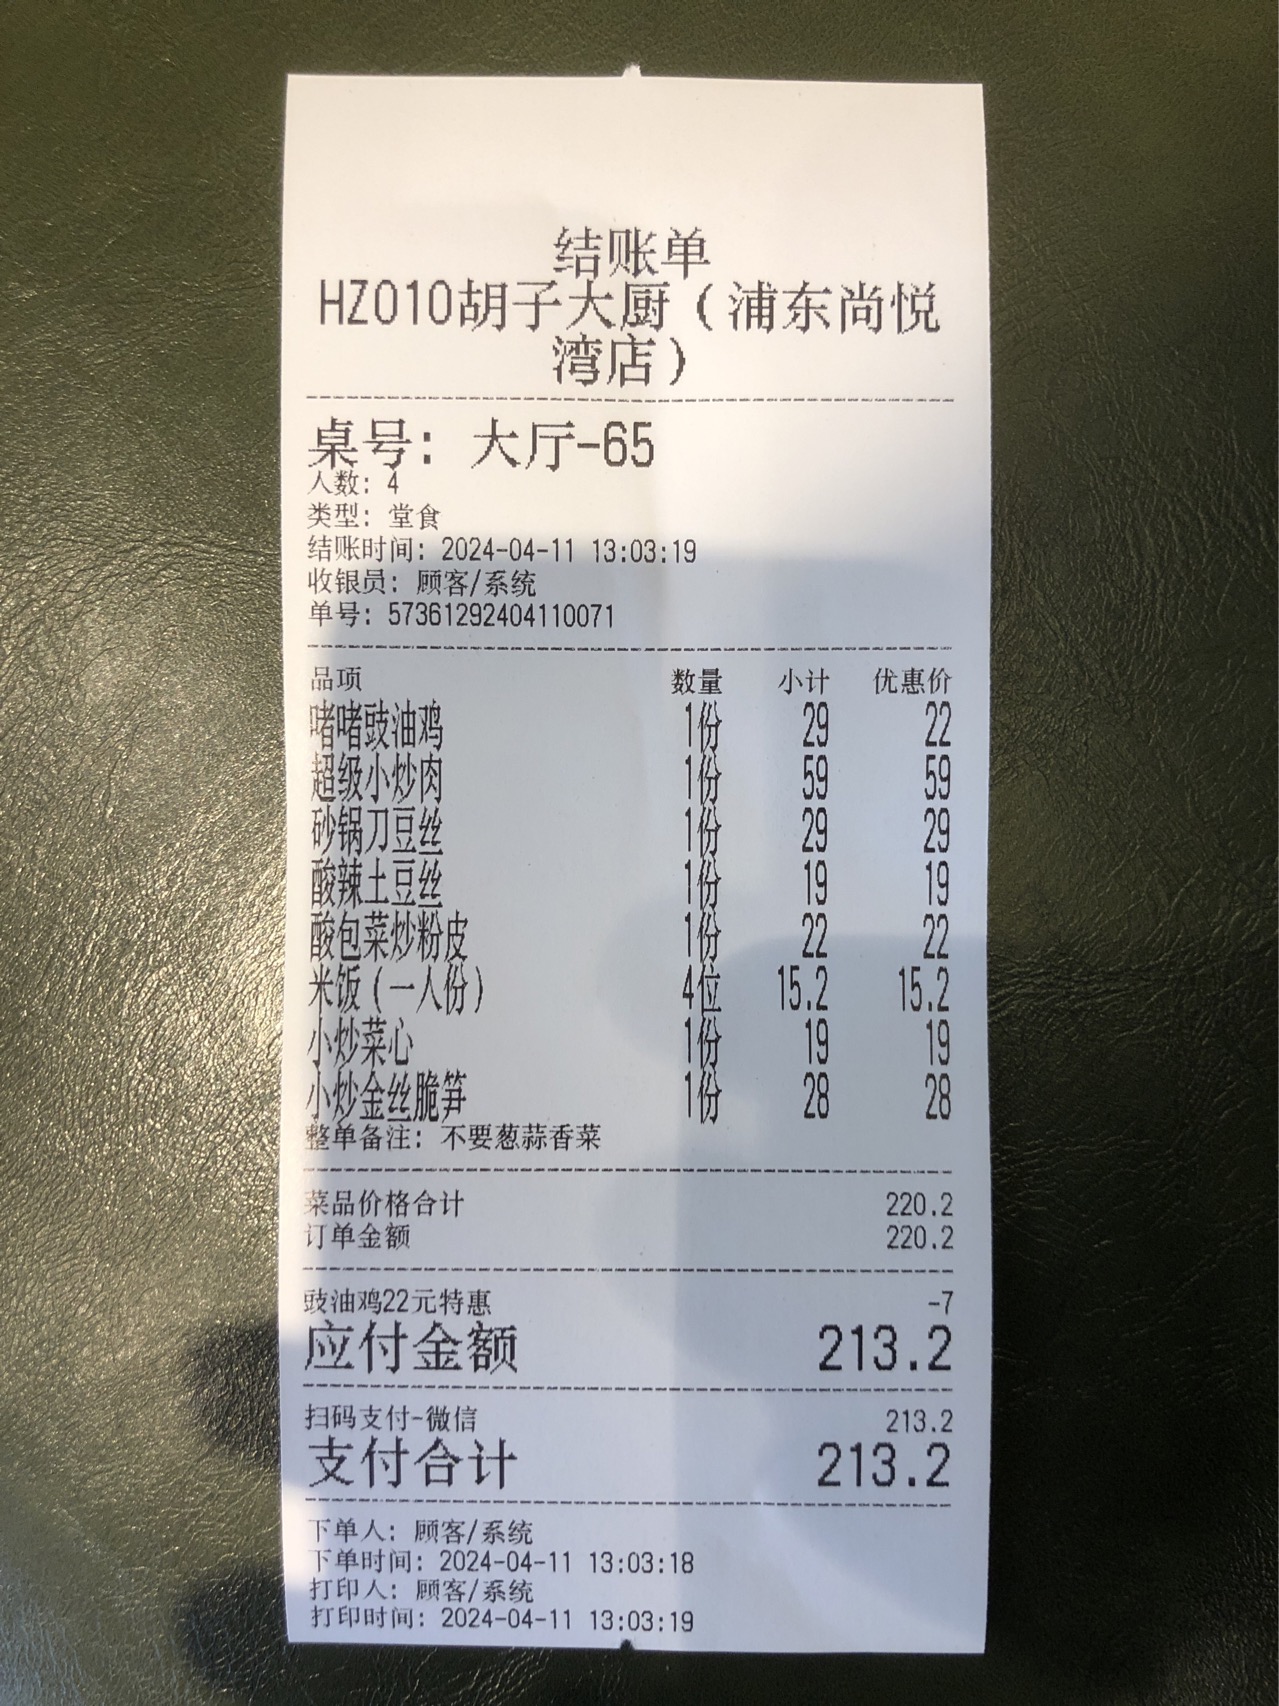 结账单
HZ010胡子大厨（浦东尚悦
湾店）
桌号：大厅-65
人数：4
类型：堂食
结账时间：2024-04-11 13:03:19
收银员：顾客/系统
单号：573612924041100​71
品项 数量 小计 优惠价
啫啫豉油鸡 1份 29 22
超级小炒肉 1份 59 59
砂锅刀豆丝 1份 29 29
酸辣土豆丝 1份 19 19
酸包菜炒粉皮 1份 22 22
米饭（一人份） 4位 15.2 15.2
小炒菜心 1份 19 19
小炒金丝脆笋 1份 28 28
整单备注：不要葱蒜香菜
菜品价格合计 220.2
订单金额 220.2
豉油鸡22元特惠 -7
应付金额 213.2
扫码支付-微信 213.2
支付合计 213.2
下单人：顾客/系统
下单时间：2024-04-11 13:03:18
打印人：顾客/系统
打印时间：2024-04-11 13:03:19